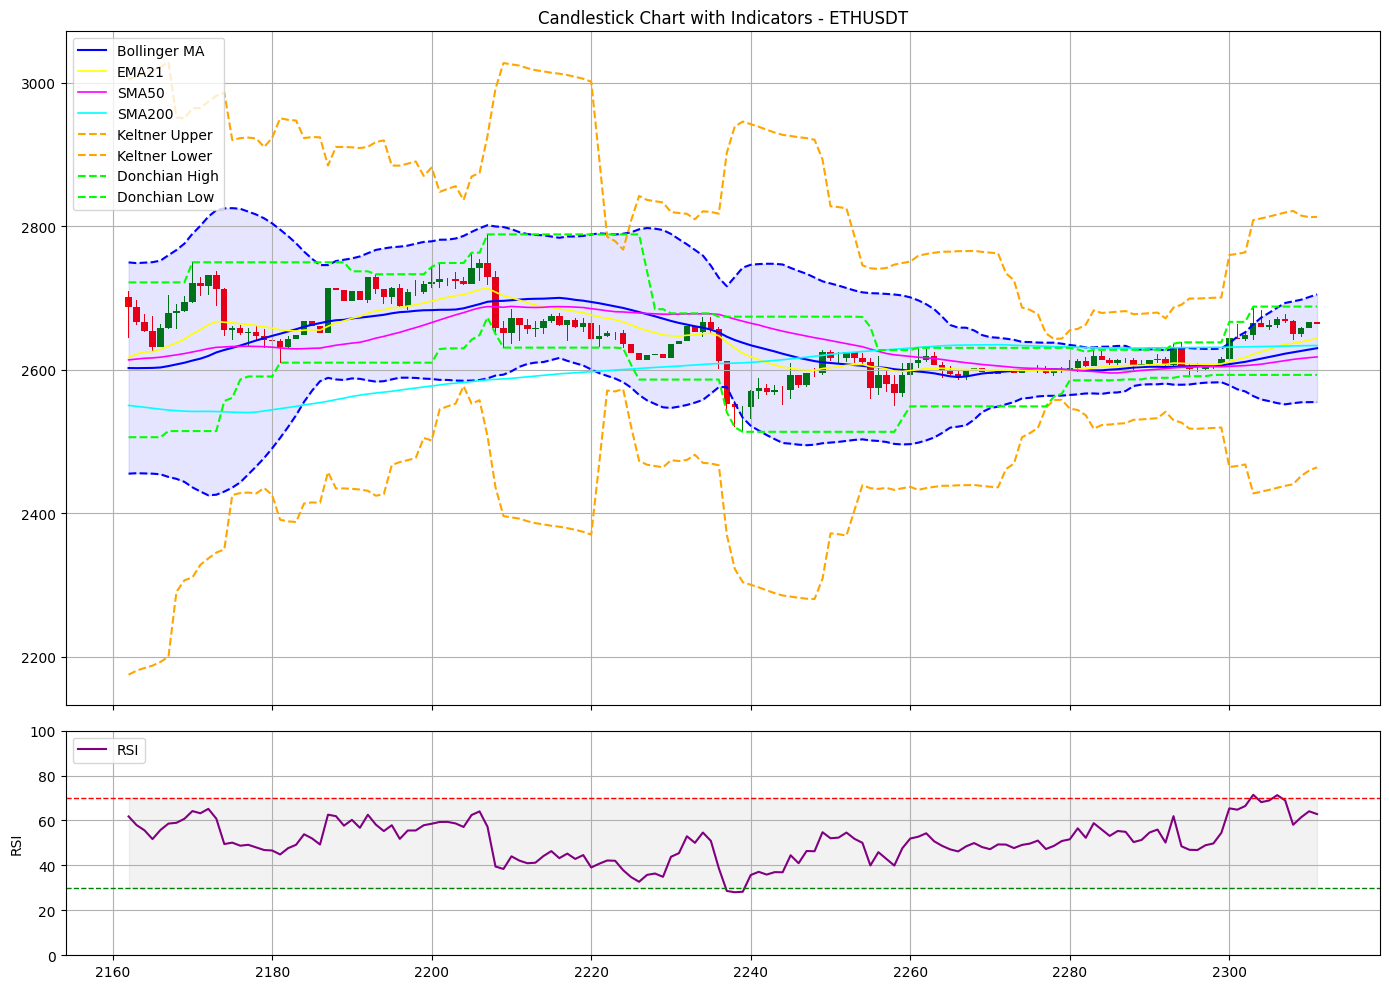 Candlestick Chart with Indicators - ETHUSDT
Bollinger MA
EMA21
SMA50
SMA200
Keltner Upper
Keltner Lower
Donchian High
Donchian Low
3000
2800
2600
2400
2200
RSI
100
80
60
40
20
0
RSI
2160
2180
2200
2220
2240
2260
2280
2300